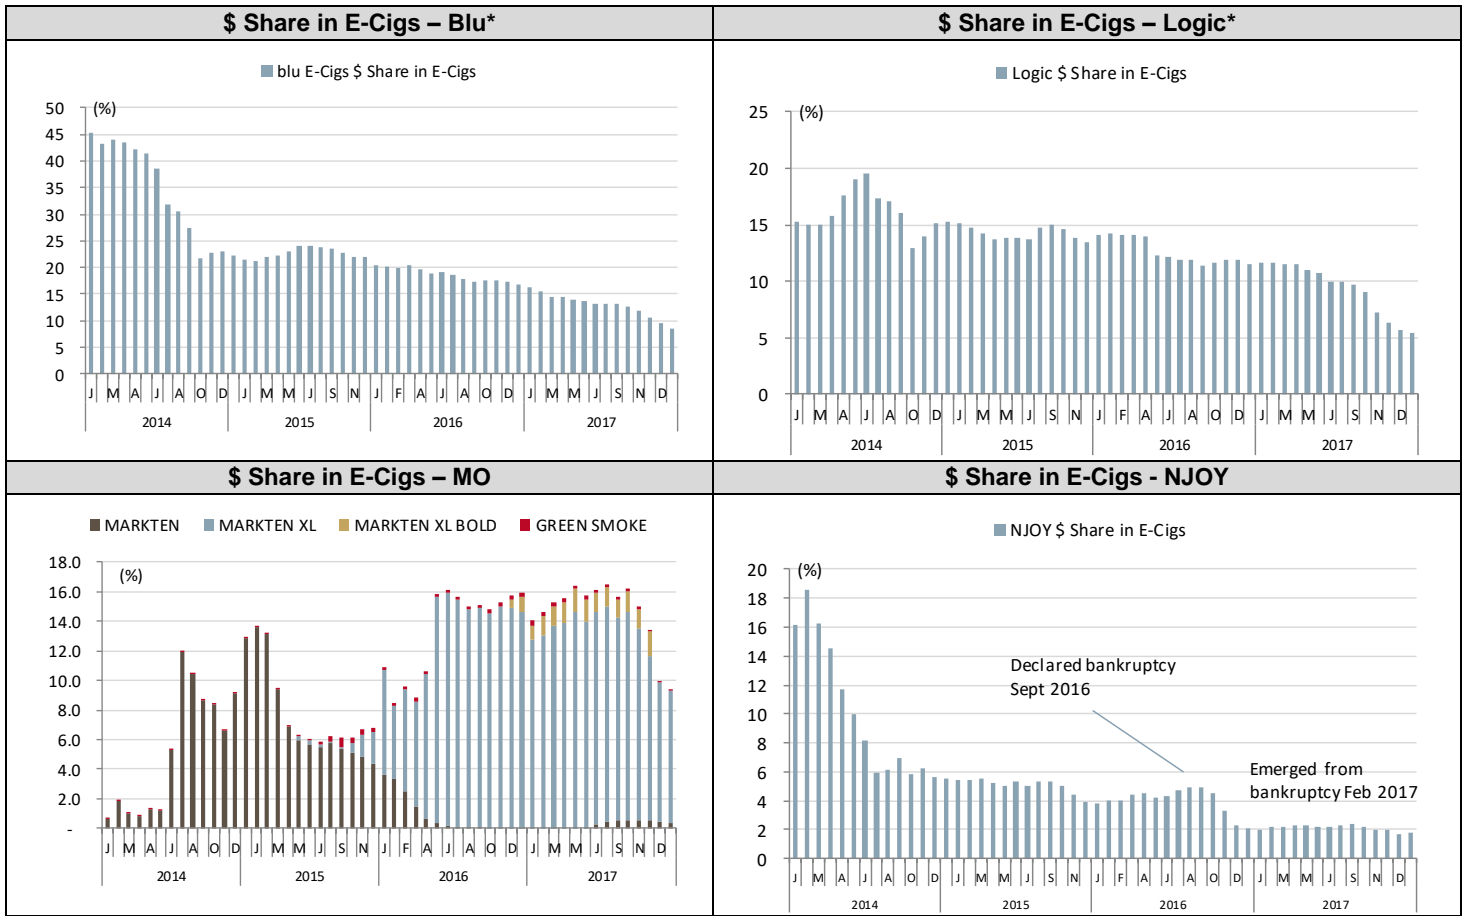 $ Share in E-Cigs – Blu*
blu E-Cigs $ Share in E-Cigs
(%)
50
45
40
35
30
25
20
15
10
5
0
J M A J A O D J M M J S N J F A J A O D J M M J S N D
2014 2015 2016 2017
$ Share in E-Cigs – Logic*
Logic $ Share in E-Cigs
(%)
25
20
15
10
5
0
J M A J A O D J M M J S N J F A J A O D J M M J S N D
2014 2015 2016 2017
$ Share in E-Cigs – MO
MARKTEN MARKTEN XL MARKTEN XL BOLD GREEN SMOKE
(%)
18.0
16.0
14.0
12.0
10.0
8.0
6.0
4.0
2.0
-
J M A J A O D J M M J S N J F A J A O D J M M J S N D
2014 2015 2016 2017
$ Share in E-Cigs - NJOY
NJOY $ Share in E-Cigs
(%)
20
18
16
14
12
10
8
6
4
2
0
Declared bankruptcy
Sept 2016
Emerged from
bankruptcy Feb 2017
J M A J A O D J M M J S N J F A J A O D J M M J S N D
2014 2015 2016 2017